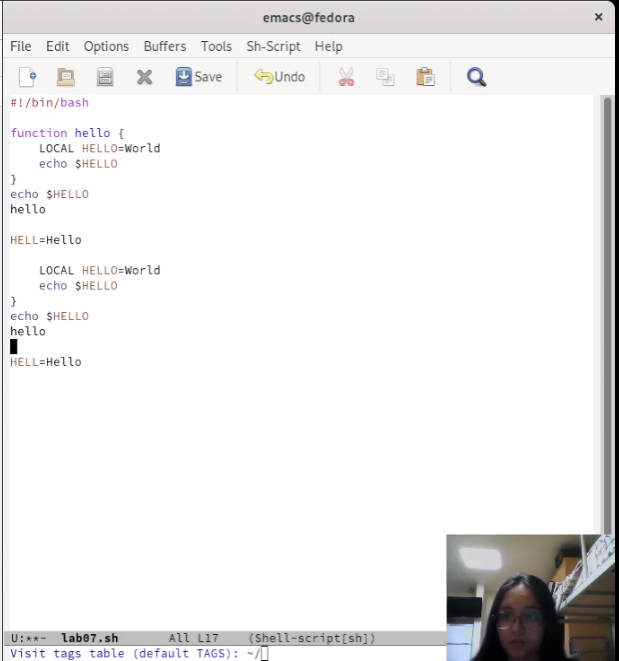 emacs@fedora ×
File Edit Options Buffers Tools Sh-Script Help
Save Undo
#!/bin/bash
function hello {
    LOCAL HELLO=World
    echo $HELLO
}
echo $HELLO
hello
HELL=Hello
    LOCAL HELLO=World
    echo $HELLO
}
echo $HELLO
hello
HELL=Hello
U:**-  lab07.sh       All L17    (Shell-script[sh])
Visit tags table (default TAGS): ~/